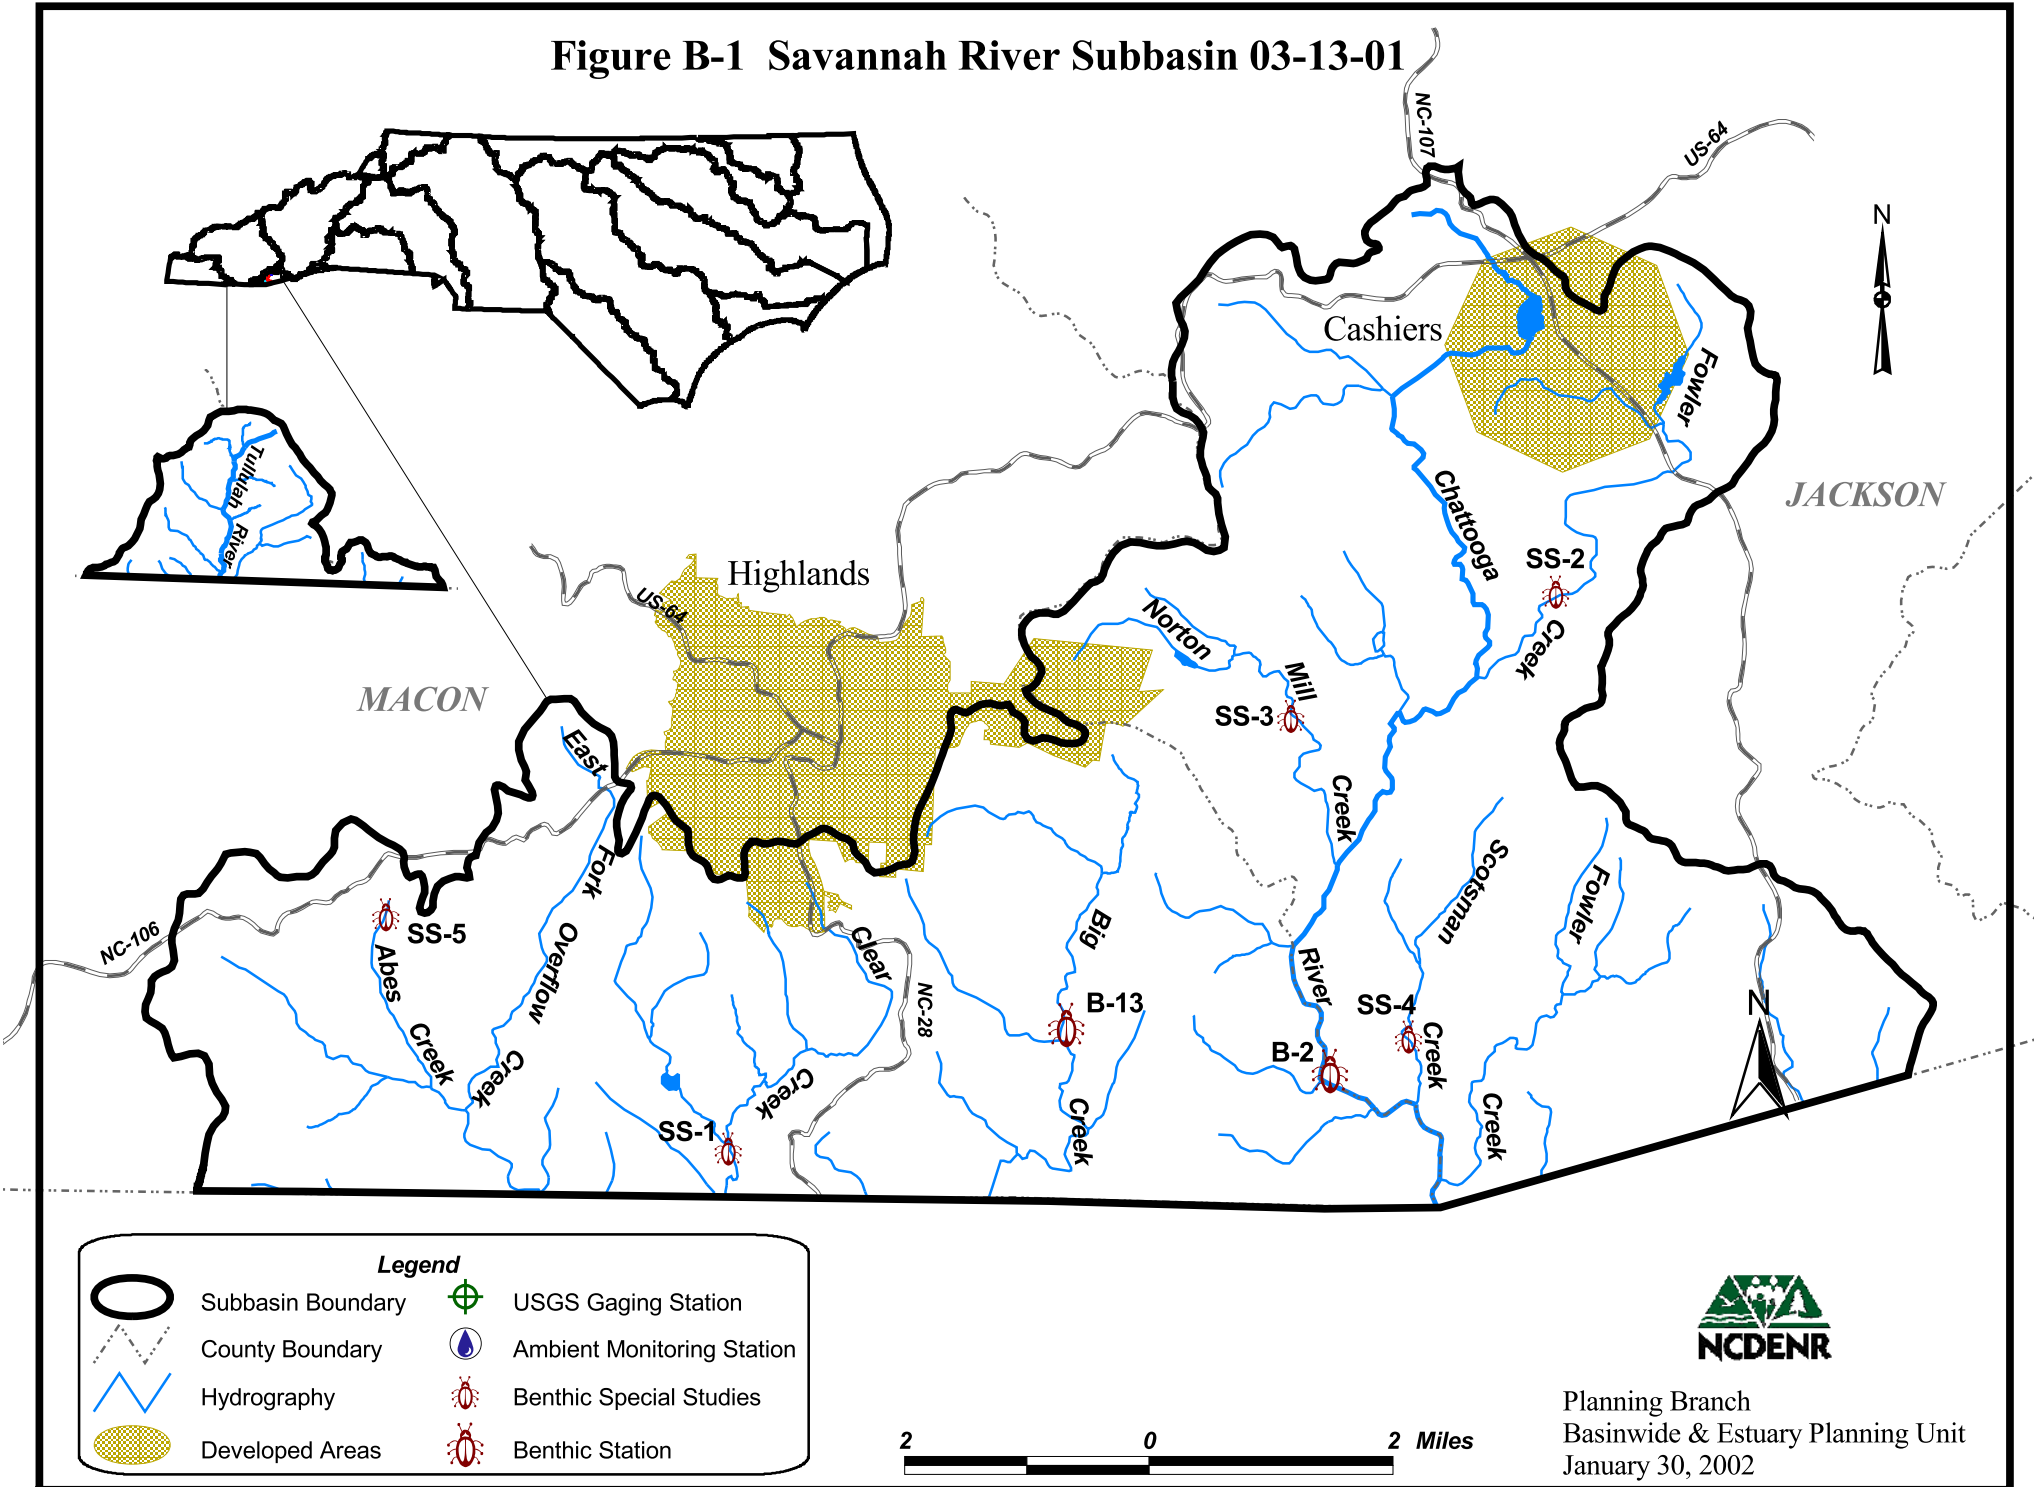 Figure B-1  Savannah River Subbasin 03-13-01
NC-107
US-64
N
Cashiers
Fowler
Tullulah
River
Chattooga
JACKSON
SS-2
Highlands
US-64
Norton
Creek
Mill
MACON
SS-3
East
Creek
Fork
Scotsman
Fowler
NC-106
SS-5
Abes
Overflow
Clear
Big
River
NC-28
B-13
SS-4
N
Creek
Creek
Creek
B-2
Creek
Creek
SS-1
Creek
Creek
Legend
Subbasin Boundary
USGS Gaging Station
County Boundary
Ambient Monitoring Station
Hydrography
Benthic Special Studies
Developed Areas
Benthic Station
2 0 2 Miles
NCDENR
Planning Branch
Basinwide & Estuary Planning Unit
January 30, 2002